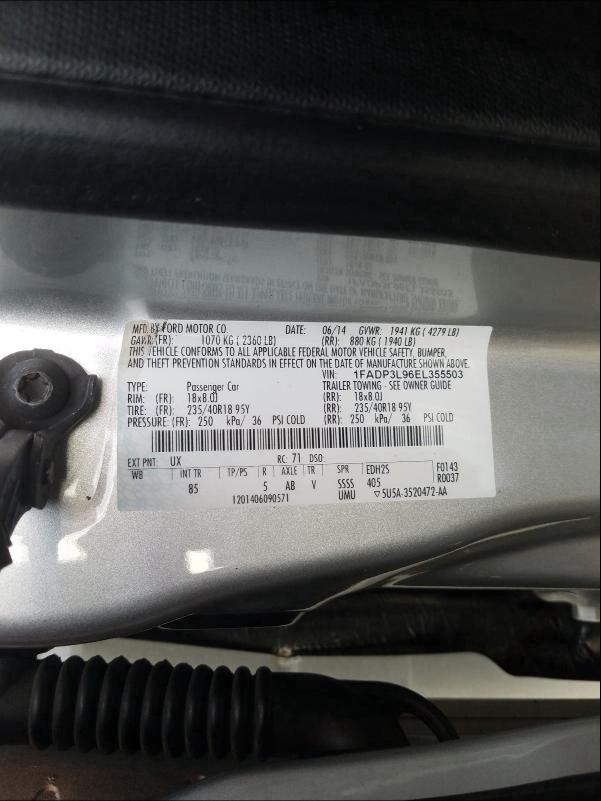 MFD. BY FORD MOTOR CO. DATE: 06/14 GVWR: 1941 KG ( 4279 LB)
GAWR: (FR): 1070 KG ( 2360 LB) (RR): 880 KG ( 1940 LB)
THIS VEHICLE CONFORMS TO ALL APPLICABLE FEDERAL MOTOR VEHICLE SAFETY, BUMPER,
AND THEFT PREVENTION STANDARDS IN EFFECT ON THE DATE OF MANUFACTURE SHOWN ABOVE.
VIN: 1FADP3L96EL355503
TYPE: Passenger Car TRAILER TOWING - SEE OWNER GUIDE
RIM: (FR): 18x8.0J (RR): 18x8.0J
TIRE: (FR): 235/40R18 95Y (RR): 235/40R18 95Y
PRESSURE: (FR): 250 kPa/ 36 PSI COLD (RR): 250 kPa/ 36 PSI COLD
EXT PNT: UX RC: 71 DSO:
WB INT TR TP/PS R AXLE TR SPR EDH2S F0143
85 5 AB V SSSS 405 R0037
1201406090571 UMU ▽5U5A-3520472-AA